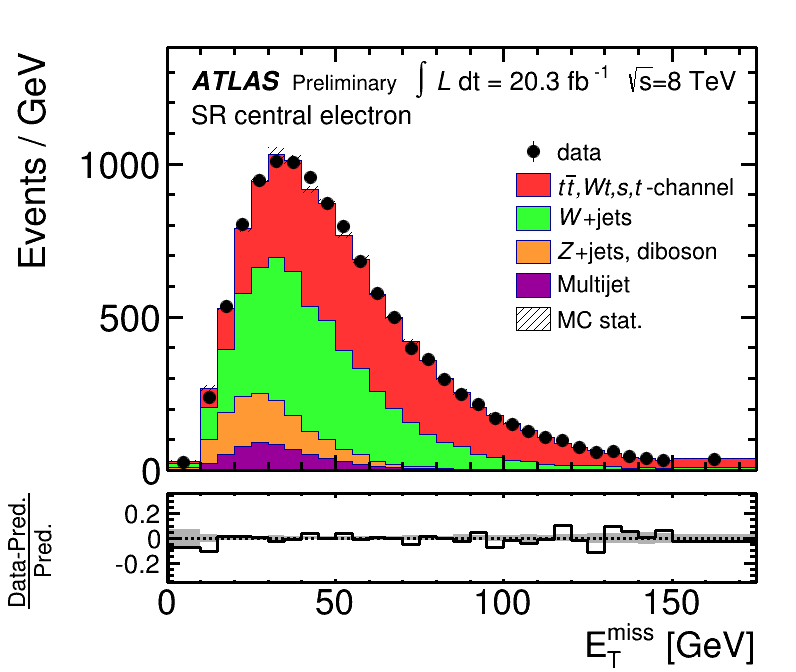 ATLAS Preliminary ∫ L dt = 20.3 fb⁻¹ √s=8 TeV
SR central electron
data
tt̄,Wt,s,t-channel
W+jets
Z+jets, diboson
Multijet
MC stat.
Events / GeV
1000
500
0
Data-Pred.
Pred.
0.2
0
-0.2
0 50 100 150
E_T^miss [GeV]